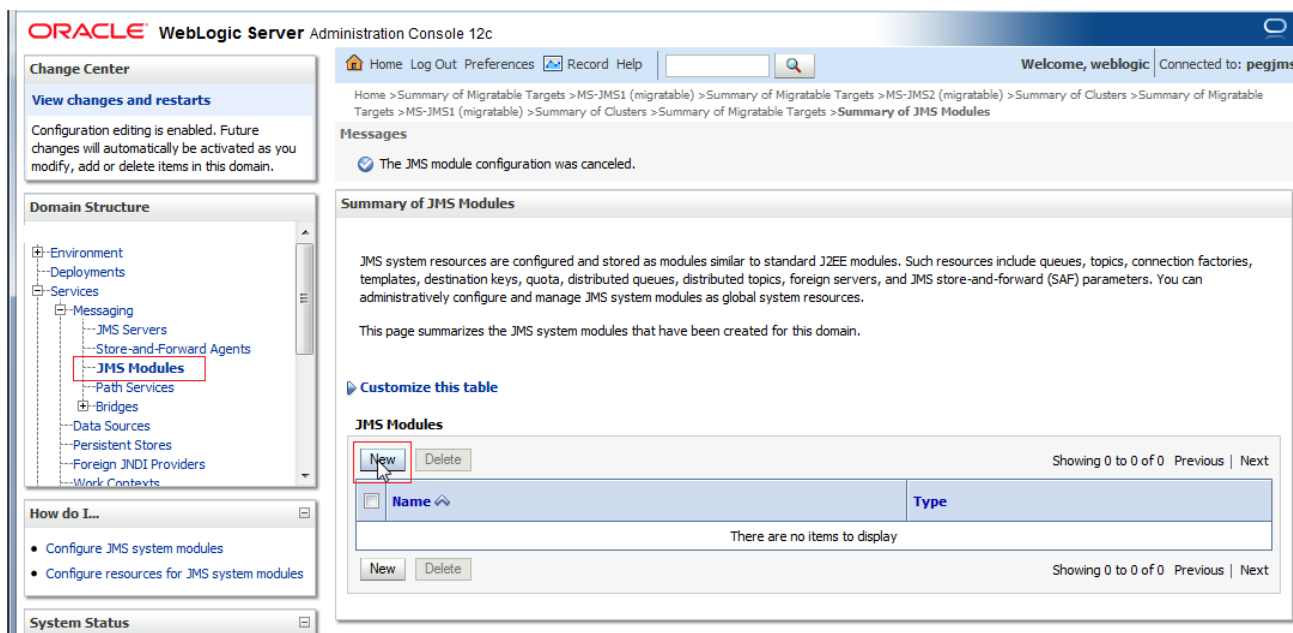 ORACLE WebLogic Server Administration Console 12c
Change Center
View changes and restarts
Configuration editing is enabled. Future
changes will automatically be activated as you
modify, add or delete items in this domain.
Domain Structure
Environment
Deployments
Services
Messaging
JMS Servers
Store-and-Forward Agents
JMS Modules
Path Services
Bridges
Data Sources
Persistent Stores
Foreign JNDI Providers
Work Contexts
How do I...
Configure JMS system modules
Configure resources for JMS system modules
System Status
Home Log Out Preferences Record Help
Welcome, weblogic Connected to: pegjms
Home >Summary of Migratable Targets >MS-JMS1 (migratable) >Summary of Migratable Targets >MS-JMS2 (migratable) >Summary of Clusters >Summary of Migratable
Targets >MS-JMS1 (migratable) >Summary of Clusters >Summary of Migratable Targets >Summary of JMS Modules
Messages
The JMS module configuration was canceled.
Summary of JMS Modules
JMS system resources are configured and stored as modules similar to standard J2EE modules. Such resources include queues, topics, connection factories,
templates, destination keys, quota, distributed queues, distributed topics, foreign servers, and JMS store-and-forward (SAF) parameters. You can
administratively configure and manage JMS system modules as global system resources.
This page summarizes the JMS system modules that have been created for this domain.
Customize this table
JMS Modules
New Delete Showing 0 to 0 of 0 Previous | Next
Name Type
There are no items to display
New Delete Showing 0 to 0 of 0 Previous | Next